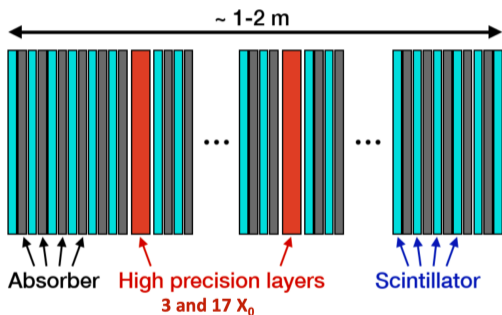 ~ 1-2 m
... ...
Absorber High precision layers Scintillator
3 and 17 X₀